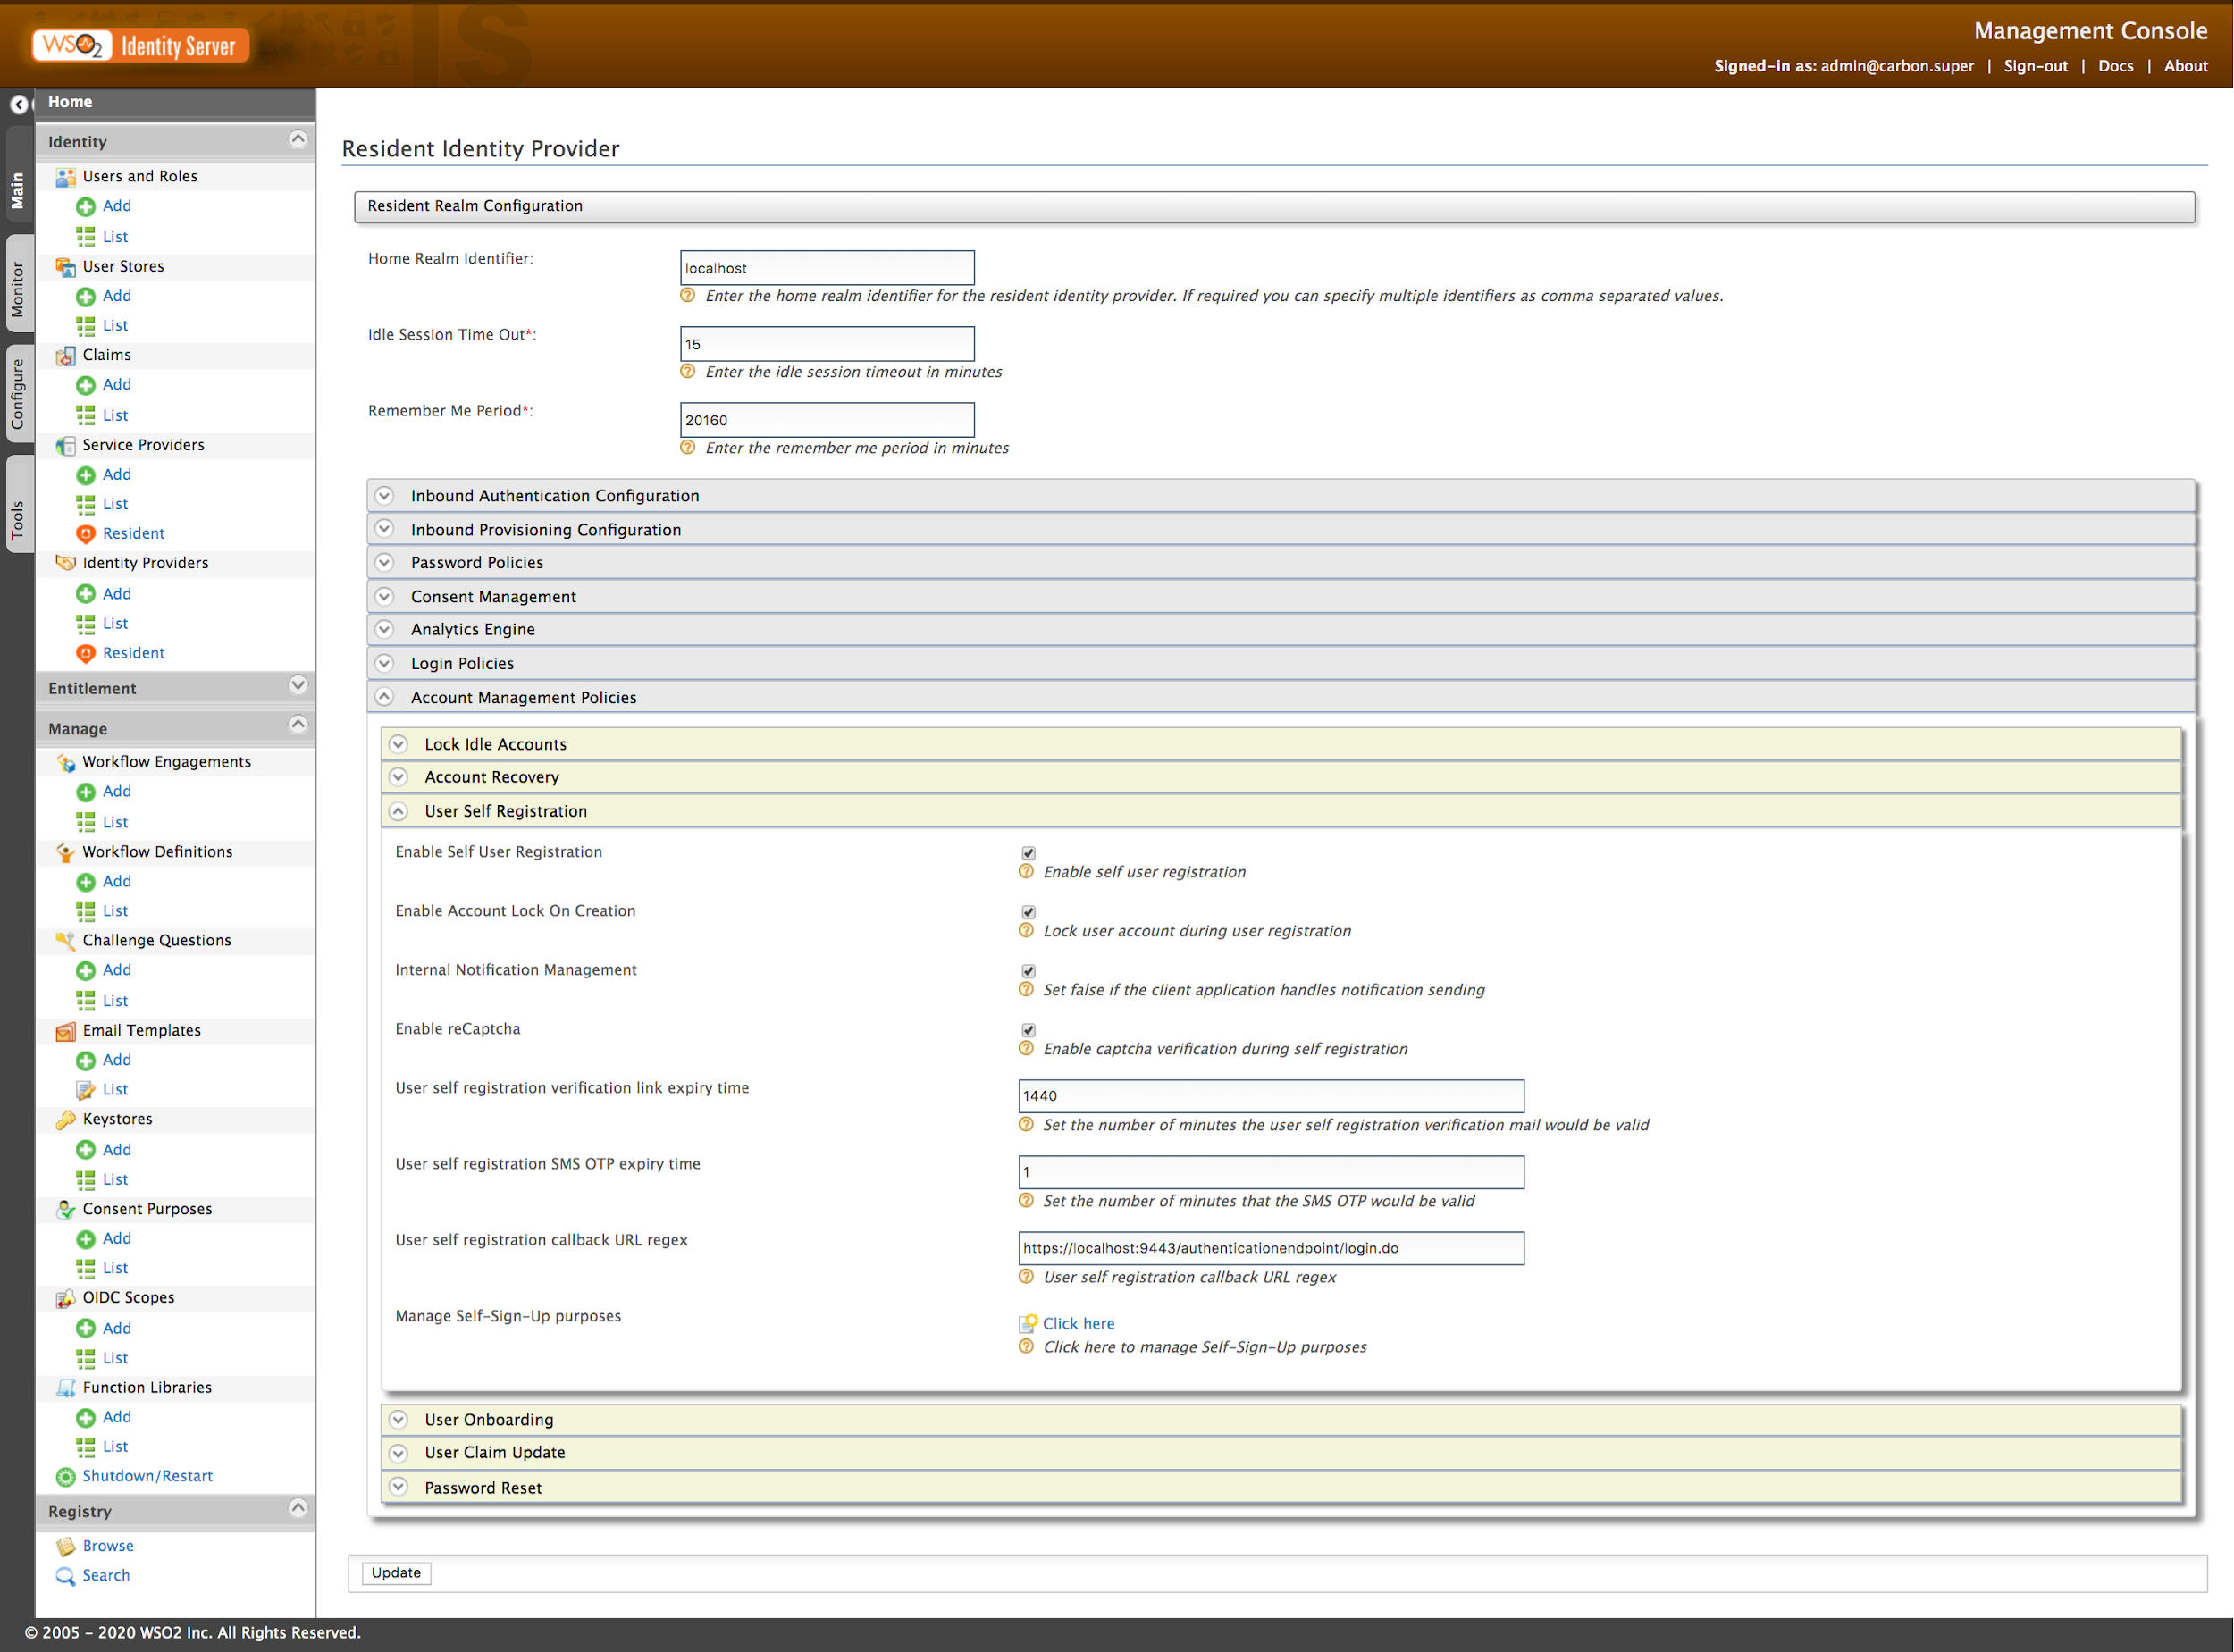 WSO2 Identity Server
IS
Management Console
Signed-in as: admin@carbon.super | Sign-out | Docs | About
Main
Monitor
Configure
Tools
Home
Identity
Users and Roles
Add
List
User Stores
Add
List
Claims
Add
List
Service Providers
Add
List
Resident
Identity Providers
Add
List
Resident
Entitlement
Manage
Workflow Engagements
Add
List
Workflow Definitions
Add
List
Challenge Questions
Add
List
Email Templates
Add
List
Keystores
Add
List
Consent Purposes
Add
List
OIDC Scopes
Add
List
Function Libraries
Add
List
Shutdown/Restart
Registry
Browse
Search
Resident Identity Provider
Resident Realm Configuration
Home Realm Identifier:
localhost
Enter the home realm identifier for the resident identity provider. If required you can specify multiple identifiers as comma separated values.
Idle Session Time Out*:
15
Enter the idle session timeout in minutes
Remember Me Period*:
20160
Enter the remember me period in minutes
Inbound Authentication Configuration
Inbound Provisioning Configuration
Password Policies
Consent Management
Analytics Engine
Login Policies
Account Management Policies
Lock Idle Accounts
Account Recovery
User Self Registration
Enable Self User Registration
Enable self user registration
Enable Account Lock On Creation
Lock user account during user registration
Internal Notification Management
Set false if the client application handles notification sending
Enable reCaptcha
Enable captcha verification during self registration
User self registration verification link expiry time
1440
Set the number of minutes the user self registration verification mail would be valid
User self registration SMS OTP expiry time
1
Set the number of minutes that the SMS OTP would be valid
User self registration callback URL regex
https://localhost:9443/authenticationendpoint/login.do
User self registration callback URL regex
Manage Self-Sign-Up purposes
Click here
Click here to manage Self-Sign-Up purposes
User Onboarding
User Claim Update
Password Reset
Update
© 2005 - 2020 WSO2 Inc. All Rights Reserved.